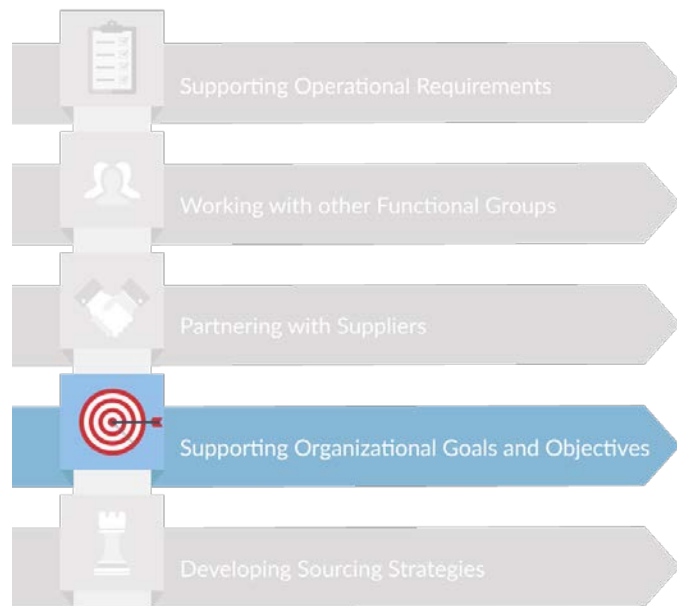 Supporting Operational Requirements
Working with other Functional Groups
Partnering with Suppliers
Supporting Organizational Goals and Objectives
Developing Sourcing Strategies